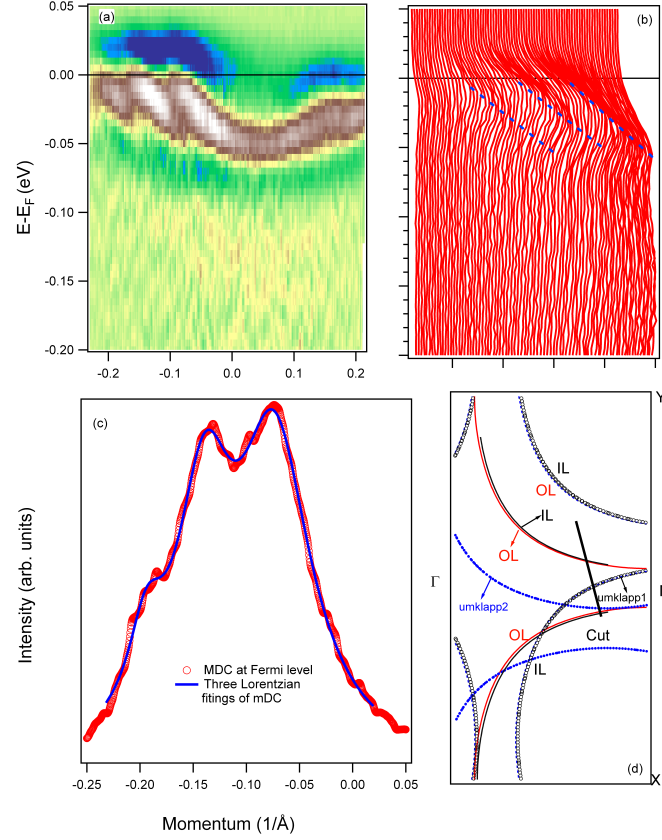 0.05
0.00
-0.05
-0.10
-0.15
-0.20
E-E_F (eV)
(a)
-0.2 -0.1 0.0 0.1 0.2
(b)
(c)
Intensity (arb. units)
MDC at Fermi level
Three Lorentzian
fitings of mDC
-0.25 -0.20 -0.15 -0.10 -0.05 0.00 0.05
Momentum (1/Å)
Y
IL
OL
IL
OL
Γ
umklapp2
umklapp1
OL
Cut
IL
(d)
X